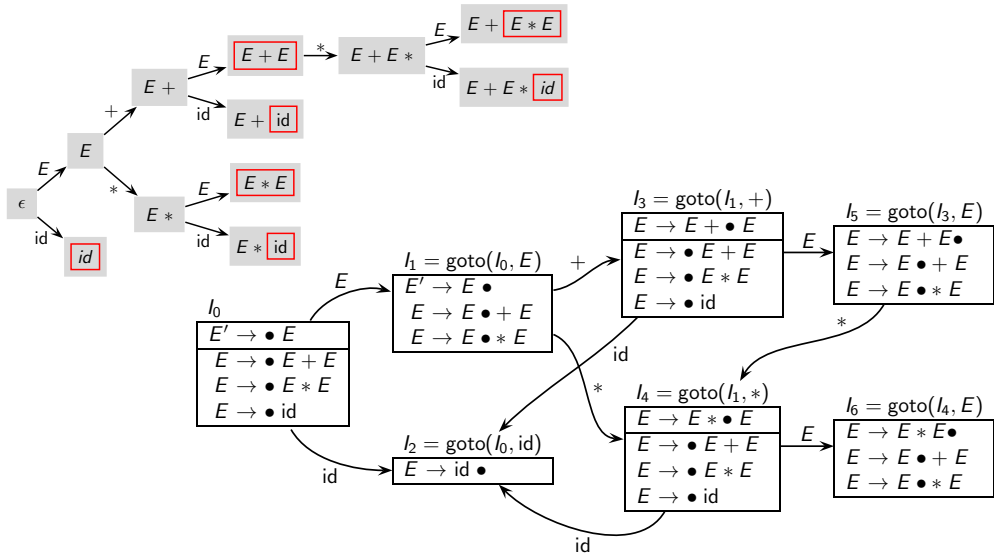 E + E ∗ E
E
E
E + E
∗
E + E ∗
E
id
E +
E + E ∗ id
id
+
E + id
E
E
E ∗ E
∗
E
ϵ
E ∗
id
id
E ∗ id
id
I₃ = goto(I₁, +)
E → E + • E
E → • E + E
E → • E ∗ E
E → • id
E
I₅ = goto(I₃, E)
E → E + E•
E → E • + E
E → E • ∗ E
I₁ = goto(I₀, E)
E′ → E •
E → E • + E
E → E • ∗ E
+
E
I₀
E′ → • E
E → • E + E
E → • E ∗ E
E → • id
∗
id
∗
I₄ = goto(I₁, ∗)
E → E ∗ • E
E → • E + E
E → • E ∗ E
E → • id
E
I₆ = goto(I₄, E)
E → E ∗ E•
E → E • + E
E → E • ∗ E
I₂ = goto(I₀, id)
E → id •
id
id